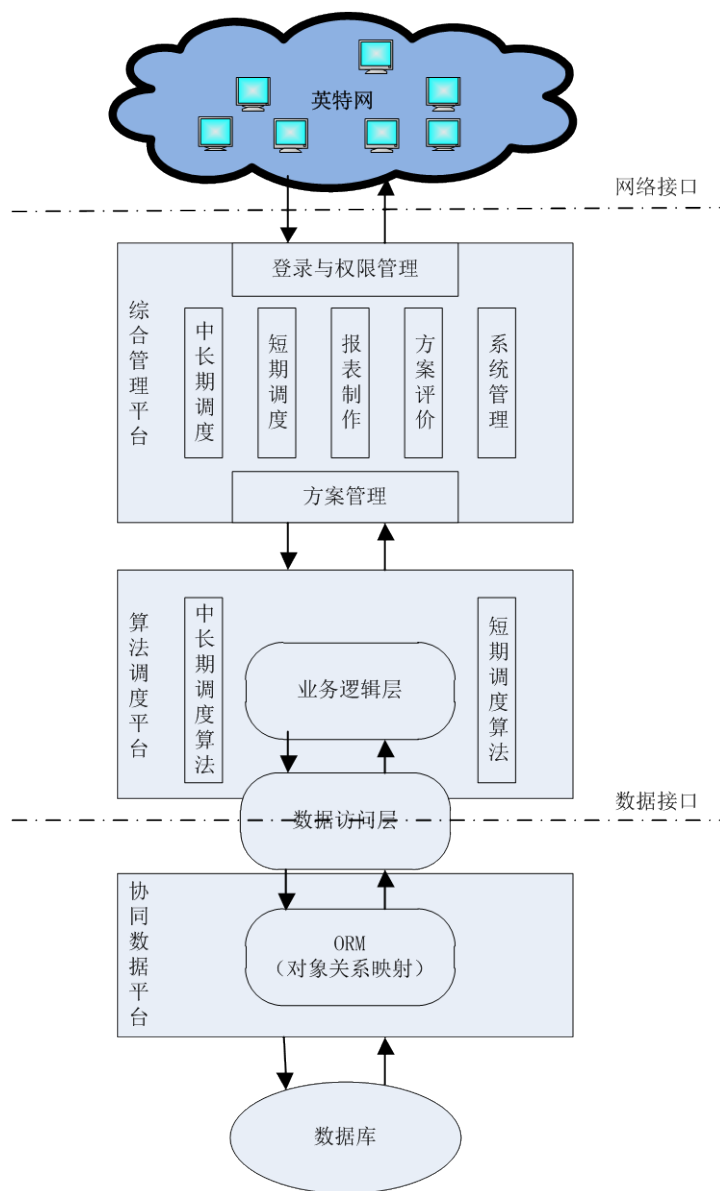 英特网
网络接口
登录与权限管理
综合管理平台
中长期调度
短期调度
报表制作
方案评价
系统管理
方案管理
算法调度平台
中长期调度算法
业务逻辑层
短期调度算法
数据接口
数据访问层
协同数据平台
ORM
（对象关系映射）
数据库